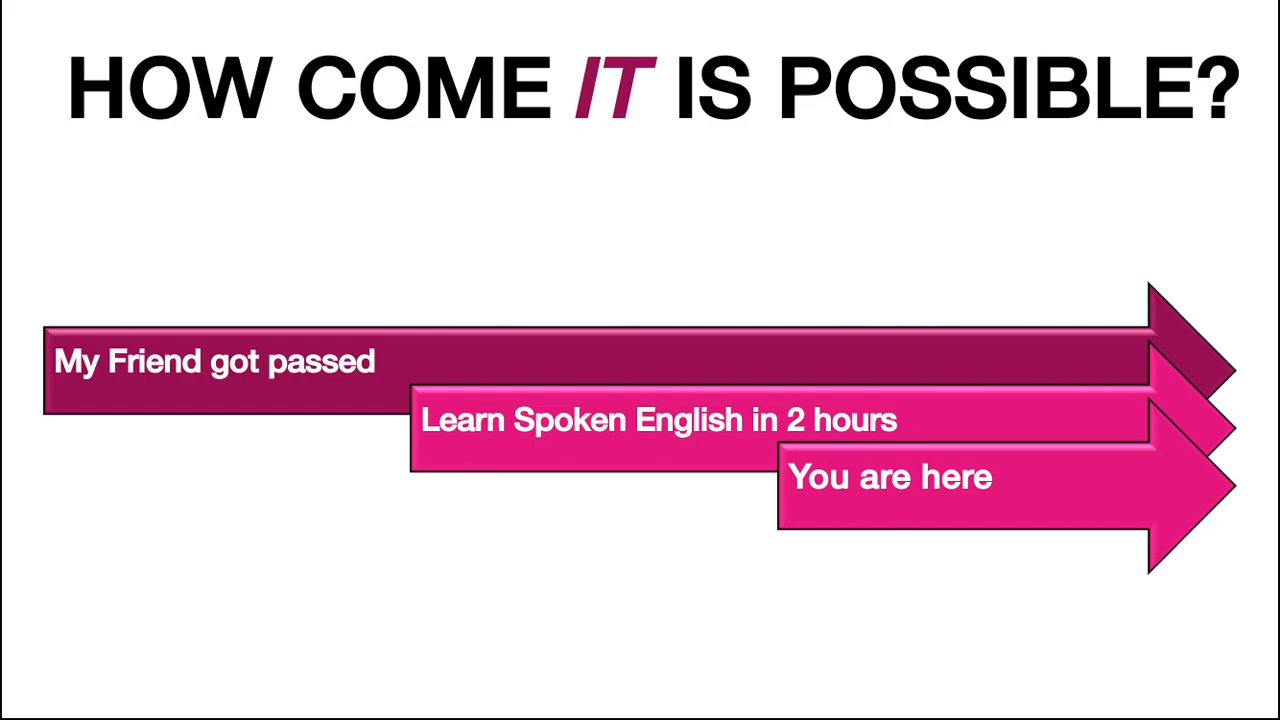 HOW COME IT IS POSSIBLE?
My Friend got passed
Learn Spoken English in 2 hours
You are here